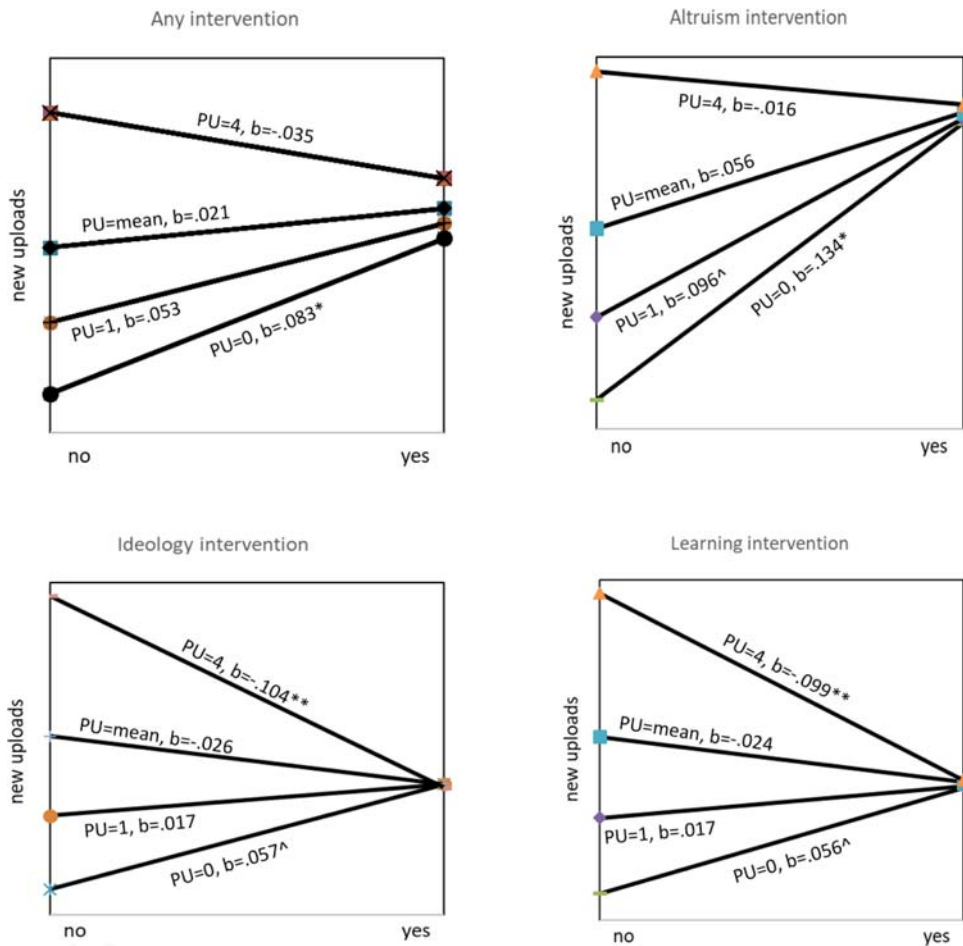 Any intervention
new uploads
PU=4, b=-.035
PU=mean, b=.021
PU=1, b=.053
PU=0, b=.083*
no
yes
Altruism intervention
new uploads
PU=4, b=-.016
PU=mean, b=.056
PU=1, b=.096^
PU=0, b=.134*
no
yes
Ideology intervention
new uploads
PU=4, b=-.104**
PU=mean, b=-.026
PU=1, b=.017
PU=0, b=.057^
no
yes
Learning intervention
new uploads
PU=4, b=-.099**
PU=mean, b=-.024
PU=1, b=.017
PU=0, b=.056^
no
yes